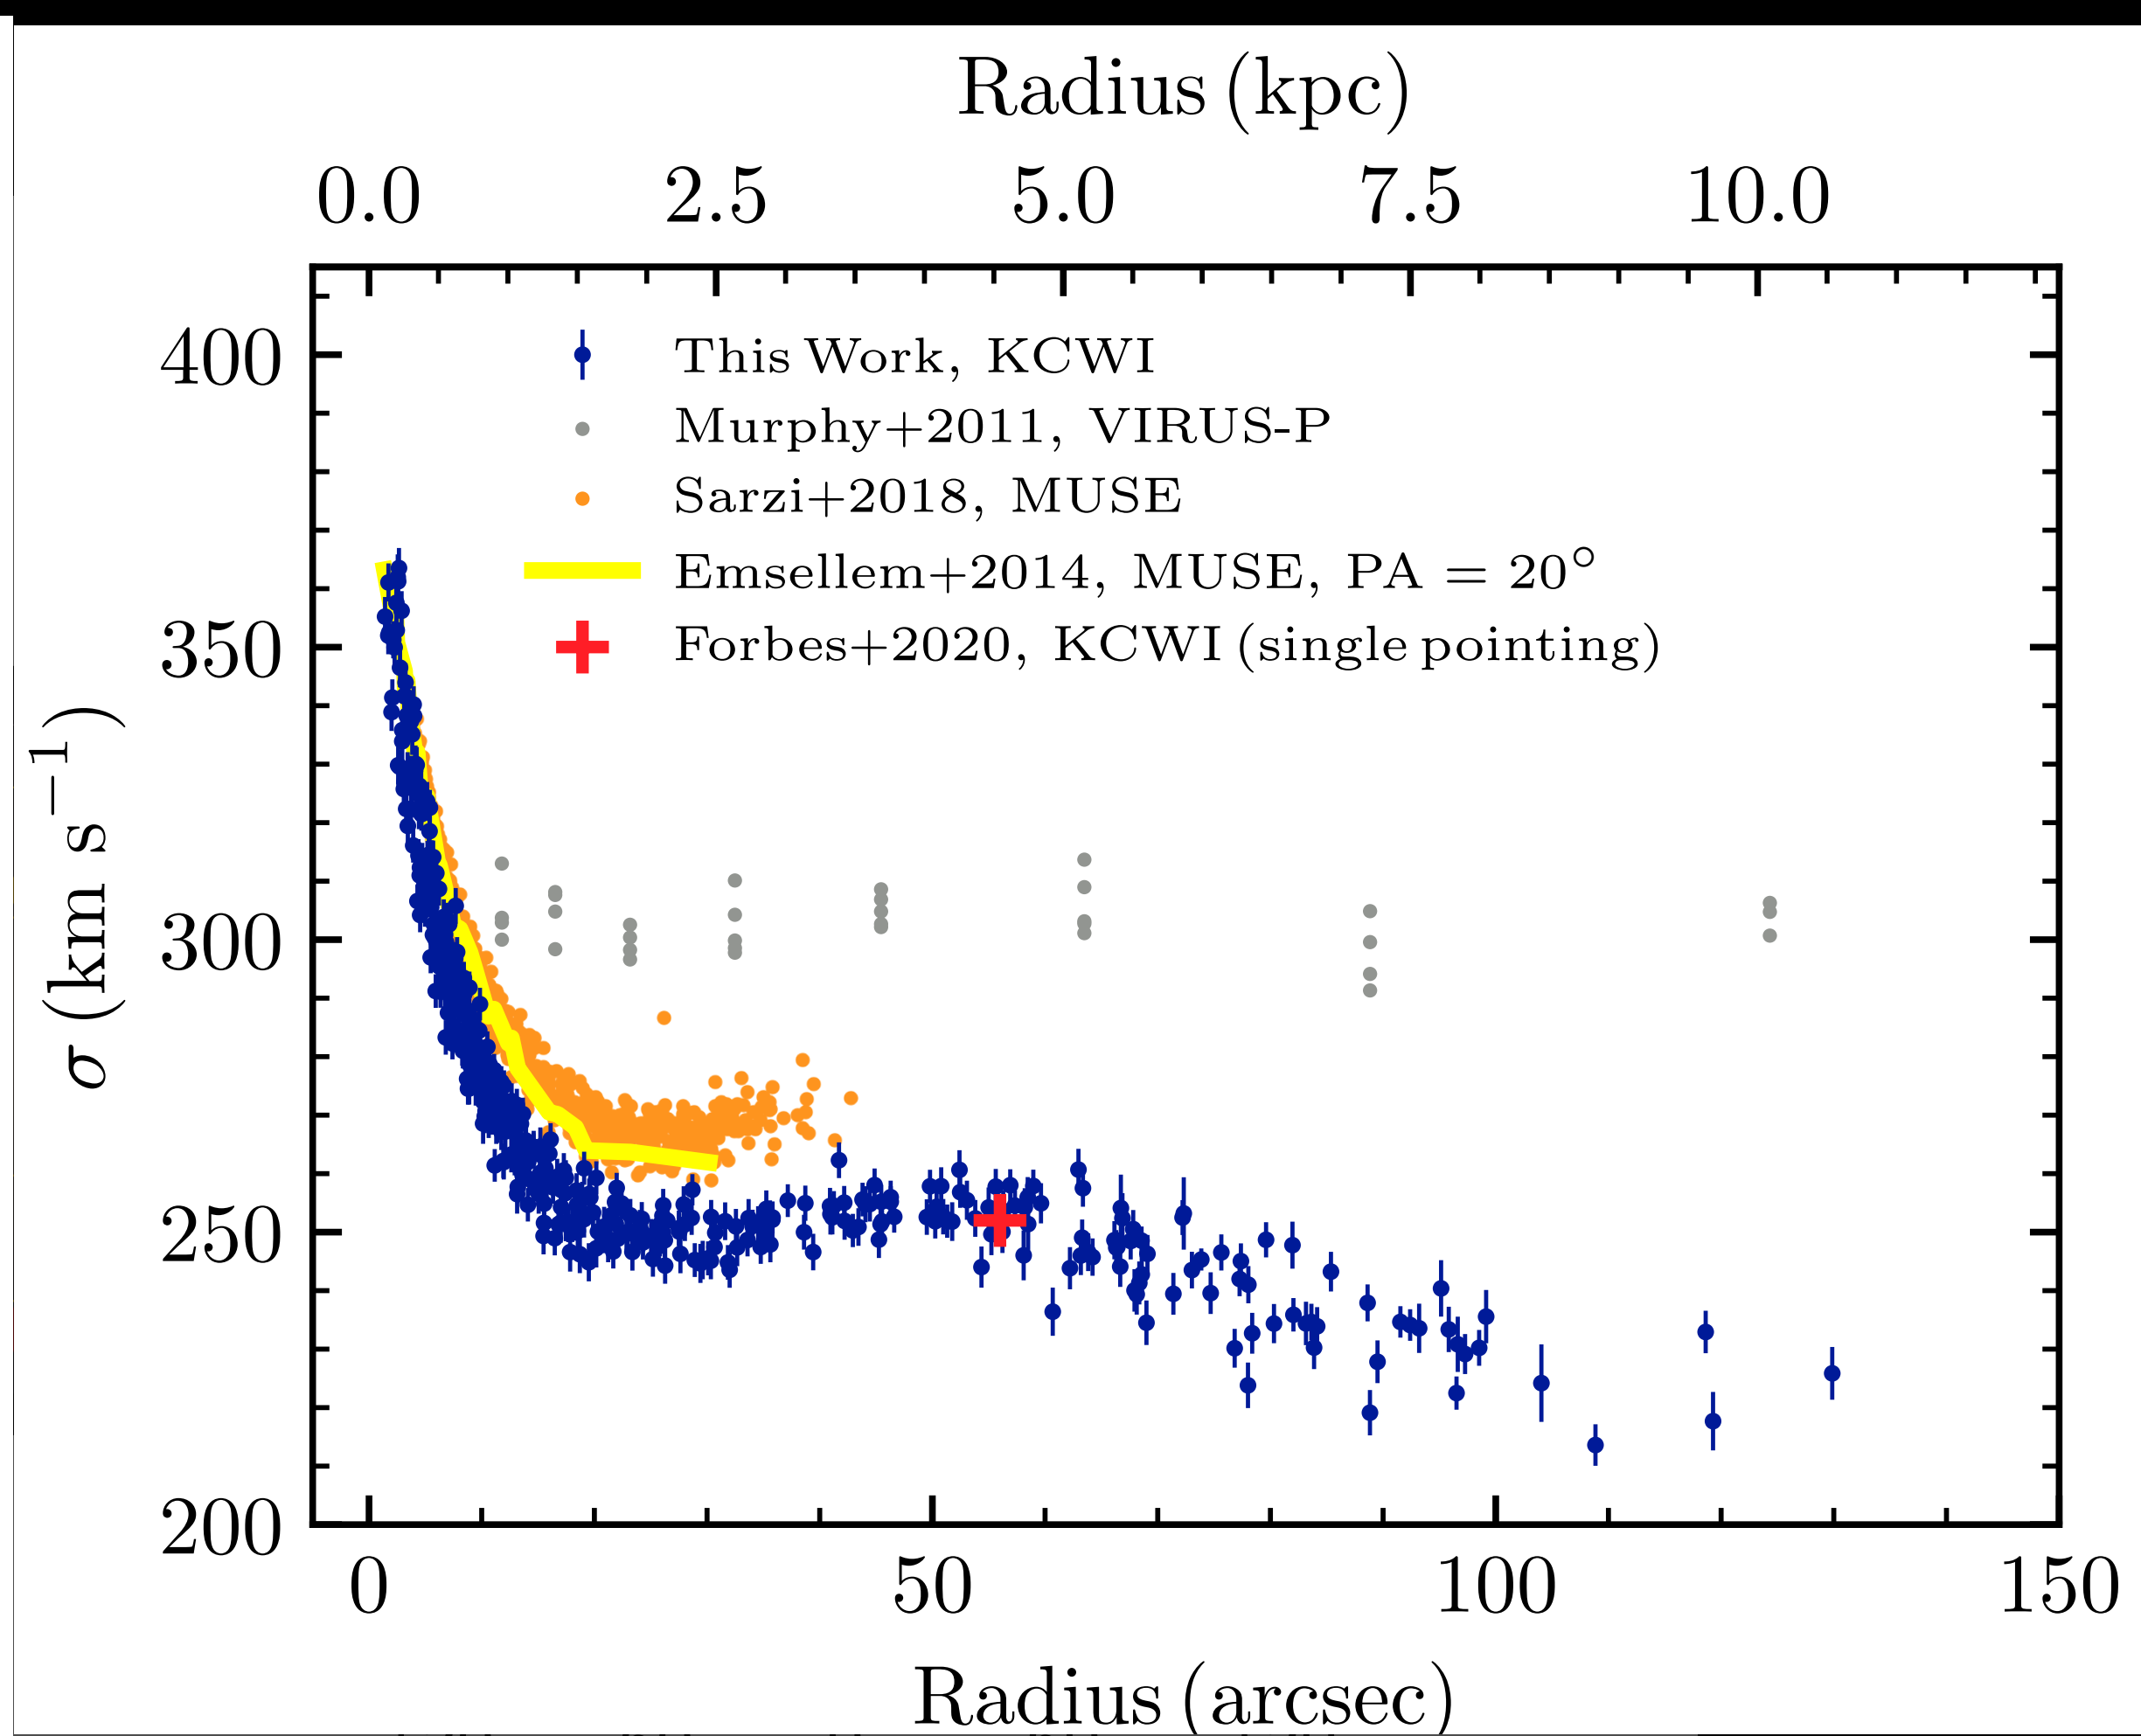 Radius (kpc)
0.0 2.5 5.0 7.5 10.0
This Work, KCWI
Murphy+2011, VIRUS-P
Sarzi+2018, MUSE
Emsellem+2014, MUSE, PA = 20°
Forbes+2020, KCWI (single pointing)
400
350
300
250
200
σ (km s⁻¹)
0 50 100 150
Radius (arcsec)